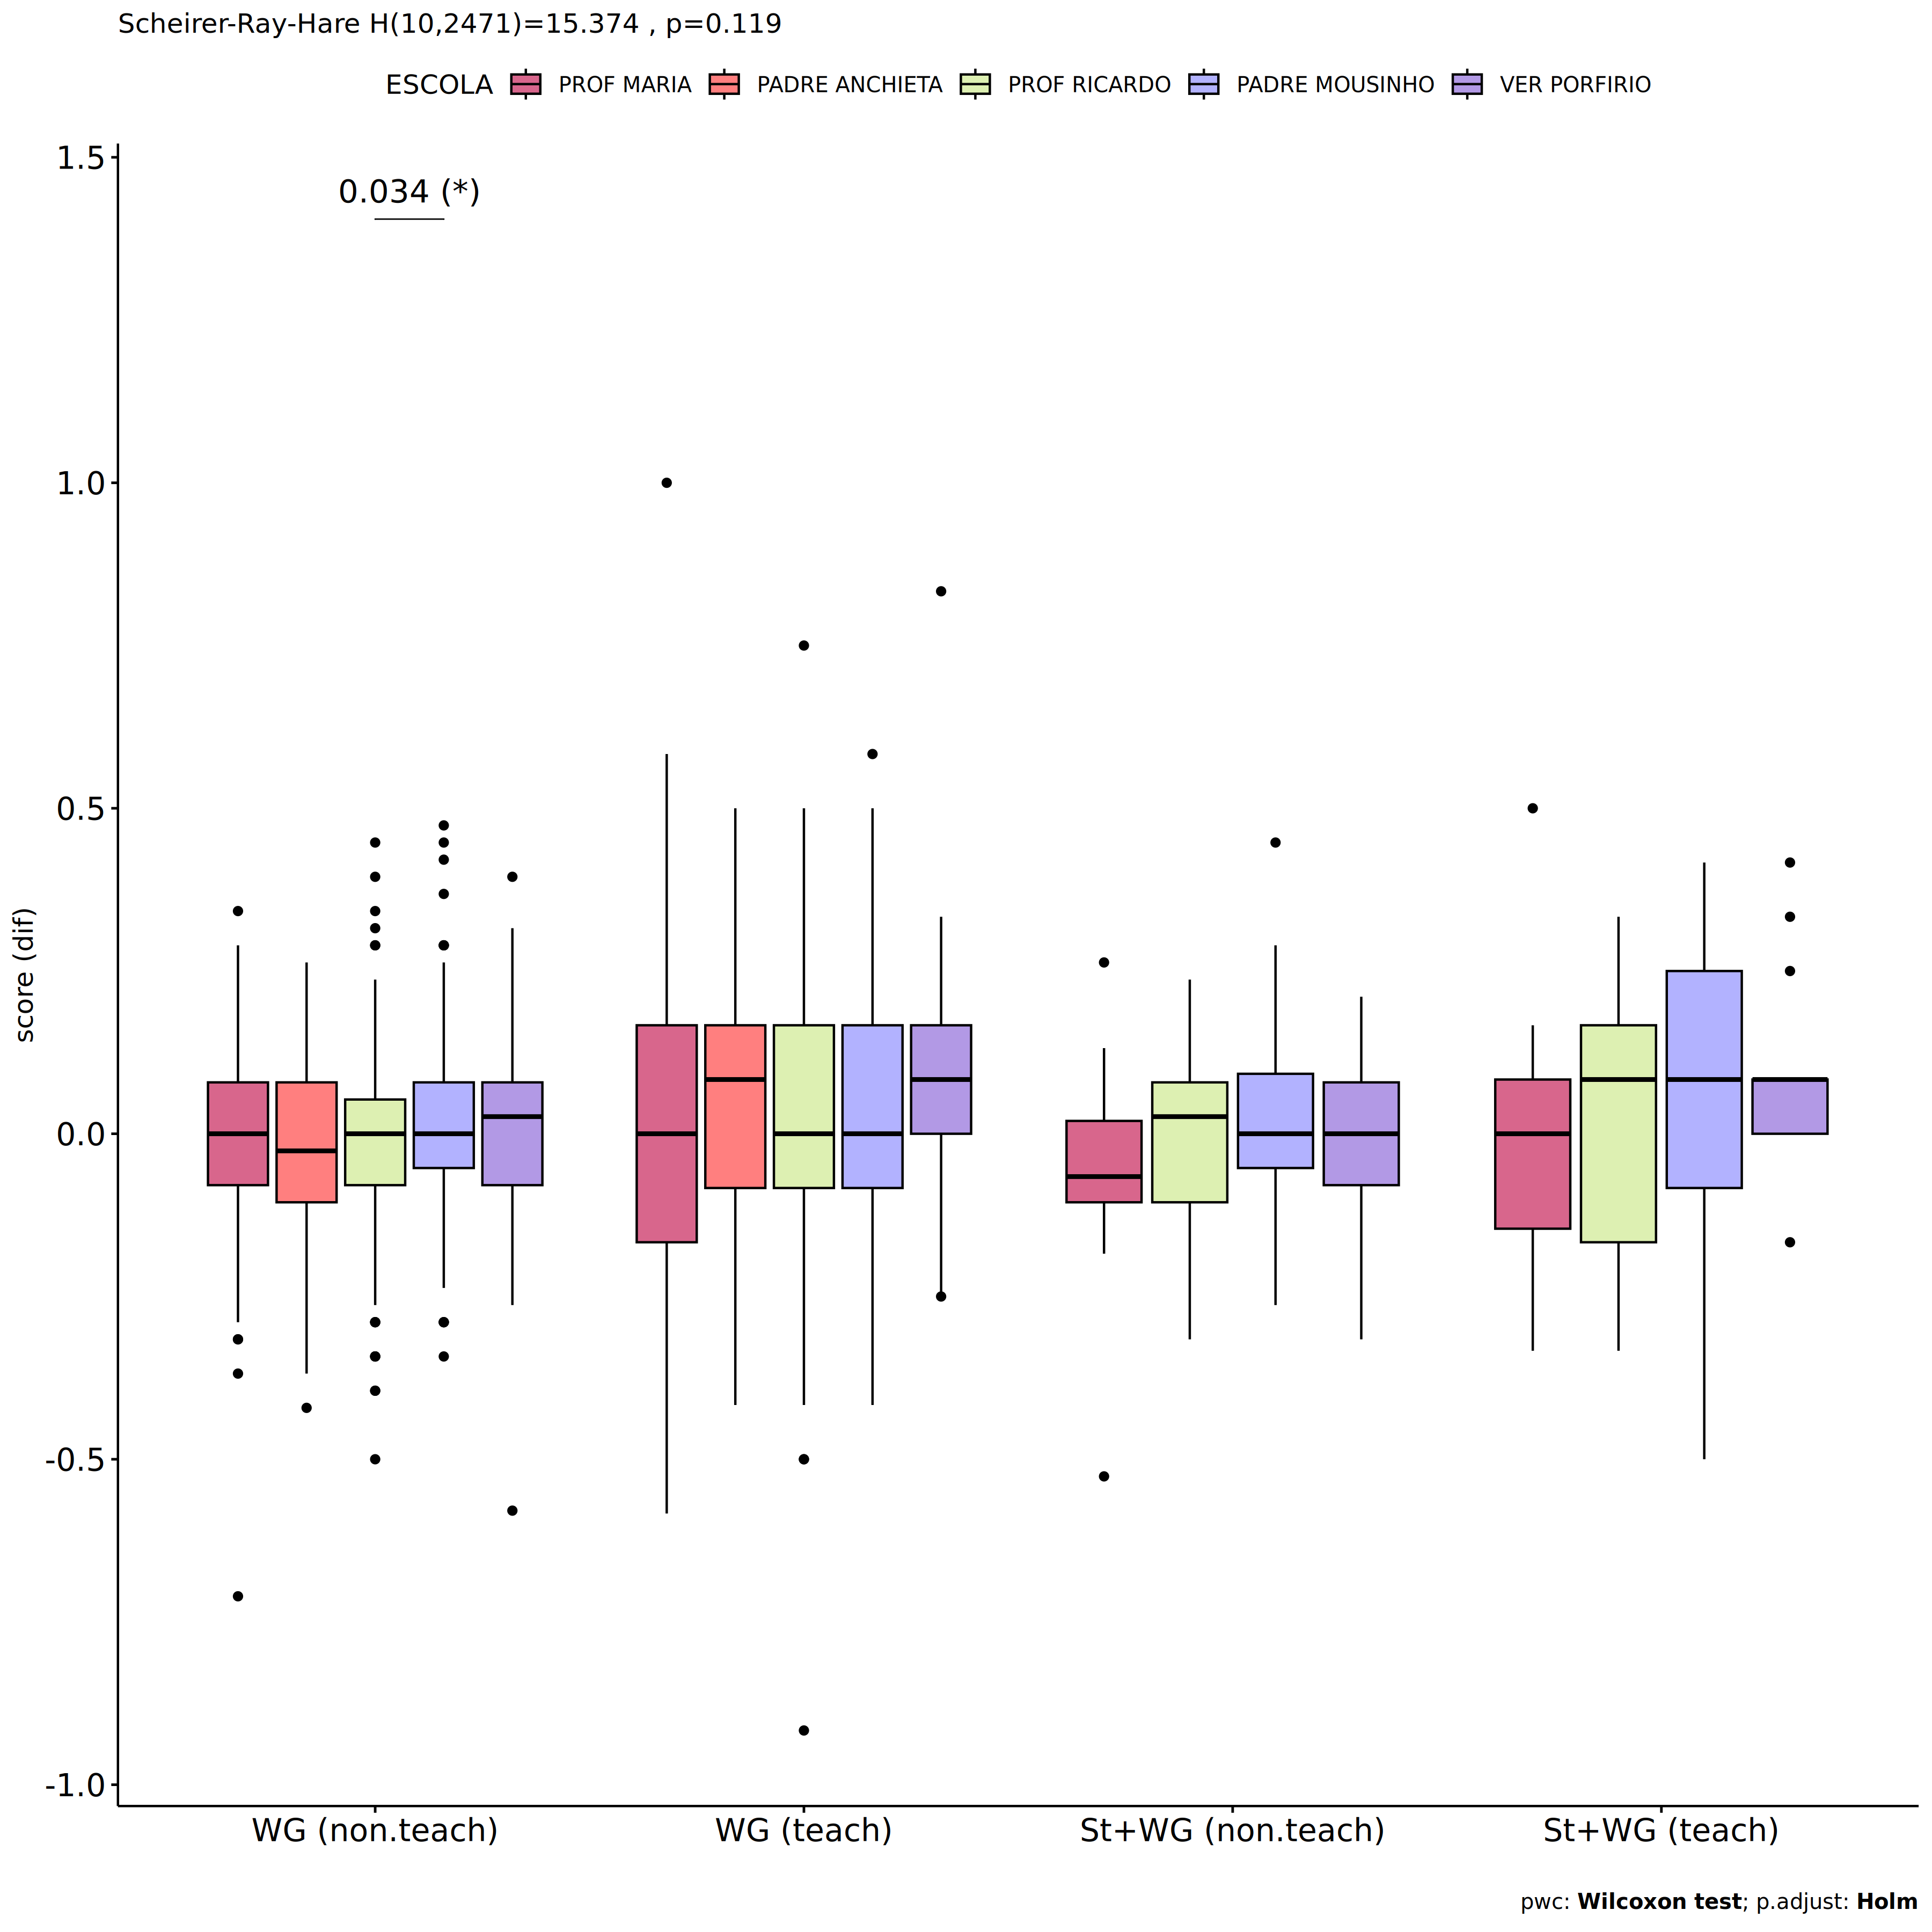 Scheirer-Ray-Hare H(10,2471)=15.374 , p=0.119
ESCOLA PROF MARIA PADRE ANCHIETA PROF RICARDO PADRE MOUSINHO VER PORFIRIO
1.5
0.034 (*)
1.0
0.5
0.0
-0.5
-1.0
score (dif)
WG (non.teach) WG (teach) St+WG (non.teach) St+WG (teach)
pwc: Wilcoxon test; p.adjust: Holm